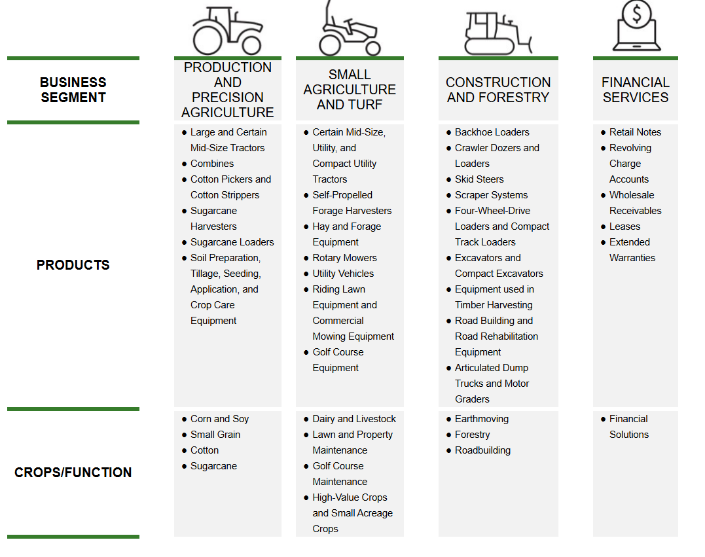 $
BUSINESS
SEGMENT
PRODUCTION
AND
PRECISION
AGRICULTURE
SMALL
AGRICULTURE
AND TURF
CONSTRUCTION
AND FORESTRY
FINANCIAL
SERVICES
PRODUCTS
● Large and Certain
Mid-Size Tractors
● Combines
● Cotton Pickers and
Cotton Strippers
● Sugarcane
Harvesters
● Sugarcane Loaders
● Soil Preparation,
Tillage, Seeding,
Application, and
Crop Care
Equipment
● Certain Mid-Size,
Utility, and
Compact Utility
Tractors
● Self-Propelled
Forage Harvesters
● Hay and Forage
Equipment
● Rotary Mowers
● Utility Vehicles
● Riding Lawn
Equipment and
Commercial
Mowing Equipment
● Golf Course
Equipment
● Backhoe Loaders
● Crawler Dozers and
Loaders
● Skid Steers
● Scraper Systems
● Four-Wheel-Drive
Loaders and Compact
Track Loaders
● Excavators and
Compact Excavators
● Equipment used in
Timber Harvesting
● Road Building and
Road Rehabilitation
Equipment
● Articulated Dump
Trucks and Motor
Graders
● Retail Notes
● Revolving
Charge
Accounts
● Wholesale
Receivables
● Leases
● Extended
Warranties
CROPS/FUNCTION
● Corn and Soy
● Small Grain
● Cotton
● Sugarcane
● Dairy and Livestock
● Lawn and Property
Maintenance
● Golf Course
Maintenance
● High-Value Crops
and Small Acreage
Crops
● Earthmoving
● Forestry
● Roadbuilding
● Financial
Solutions